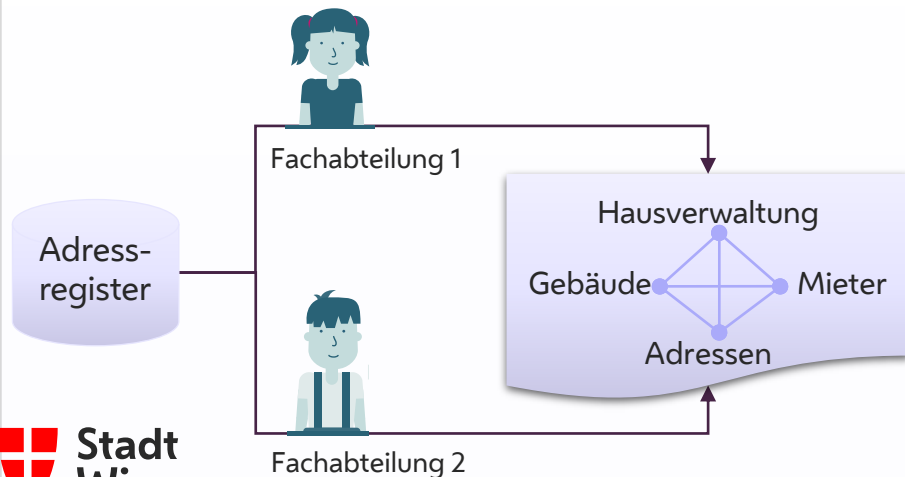 Fachabteilung 1
Adress-
register
Hausverwaltung
Gebäude Mieter
Adressen
Stadt
Fachabteilung 2